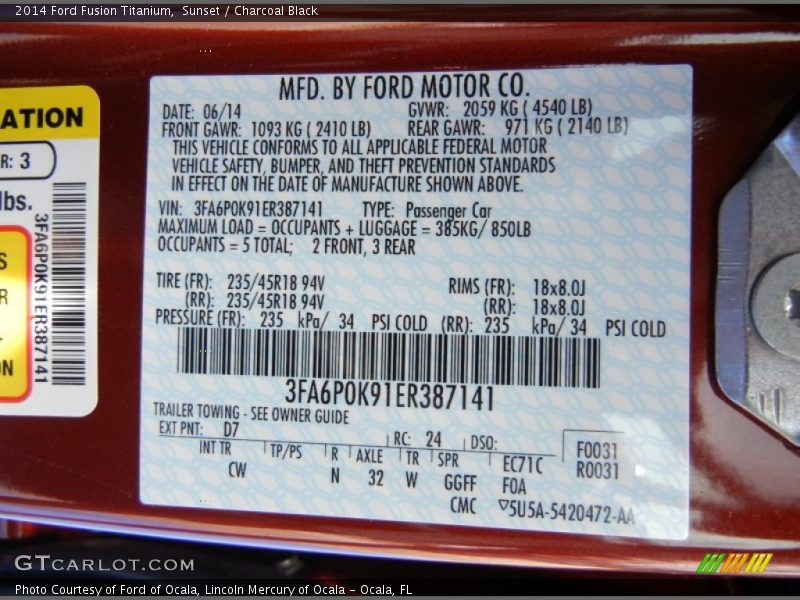 2014 Ford Fusion Titanium,  Sunset / Charcoal Black
ATION
R: 3
lbs.
3FA6P0K91ER387141
S
R
ON
MFD. BY FORD MOTOR CO.
DATE: 06/14 GVWR: 2059 KG ( 4540 LB)
FRONT GAWR: 1093 KG ( 2410 LB) REAR GAWR: 971 KG ( 2140 LB)
THIS VEHICLE CONFORMS TO ALL APPLICABLE FEDERAL MOTOR
VEHICLE SAFETY, BUMPER, AND THEFT PREVENTION STANDARDS
IN EFFECT ON THE DATE OF MANUFACTURE SHOWN ABOVE.
VIN: 3FA6P0K91ER387141 TYPE: Passenger Car
MAXIMUM LOAD = OCCUPANTS + LUGGAGE = 385KG/ 850LB
OCCUPANTS = 5 TOTAL; 2 FRONT, 3 REAR
TIRE (FR): 235/45R18 94V RIMS (FR): 18x8.0J
(RR): 235/45R18 94V (RR): 18x8.0J
PRESSURE (FR): 235 kPa/ 34 PSI COLD (RR): 235 kPa/ 34 PSI COLD
3FA6P0K91ER387141
TRAILER TOWING - SEE OWNER GUIDE
EXT PNT: D7 RC: 24 DSO: F0031
INT TR TP/PS R AXLE TR SPR EC71C R0031
CW N 32 W GGFF F0A
CMC ▽5U5A-5420472-AA
GTCARLOT.COM
Photo Courtesy of Ford of Ocala, Lincoln Mercury of Ocala - Ocala, FL